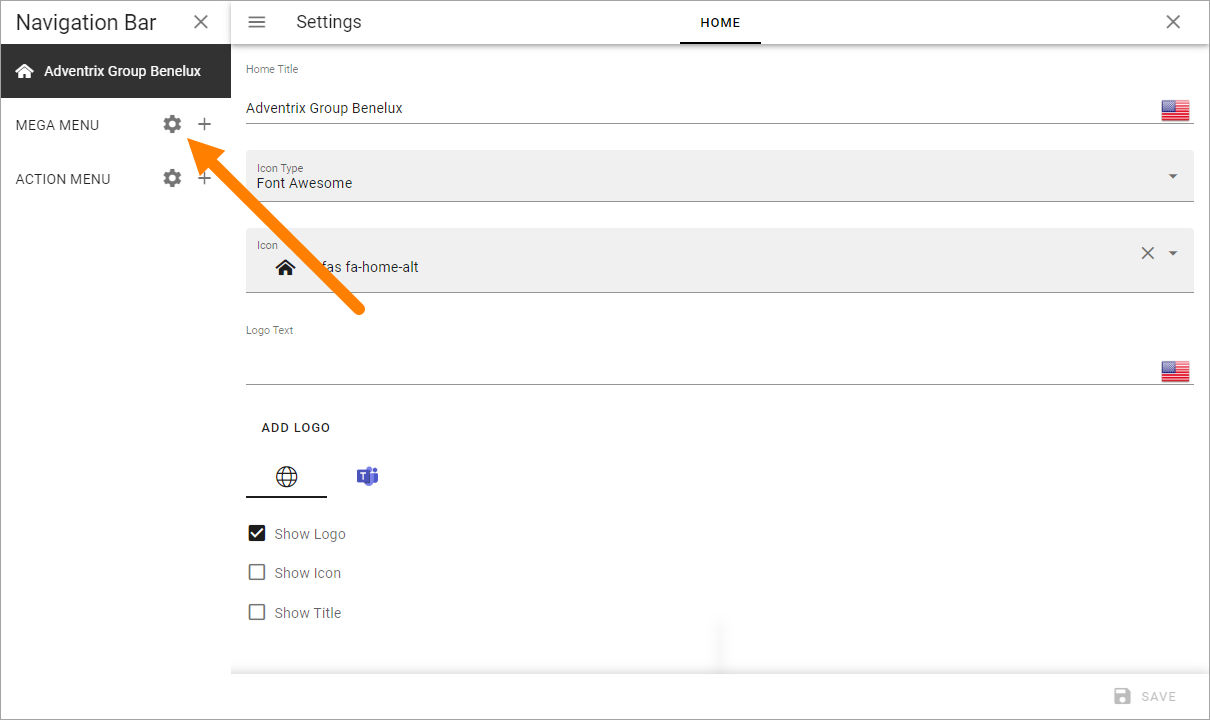 Navigation Bar
Settings
HOME
Adventrix Group Benelux
MEGA MENU
ACTION MENU
Home Title
Adventrix Group Benelux
Icon Type
Font Awesome
Icon
fas fa-home-alt
Logo Text
ADD LOGO
T
Show Logo
Show Icon
Show Title
SAVE